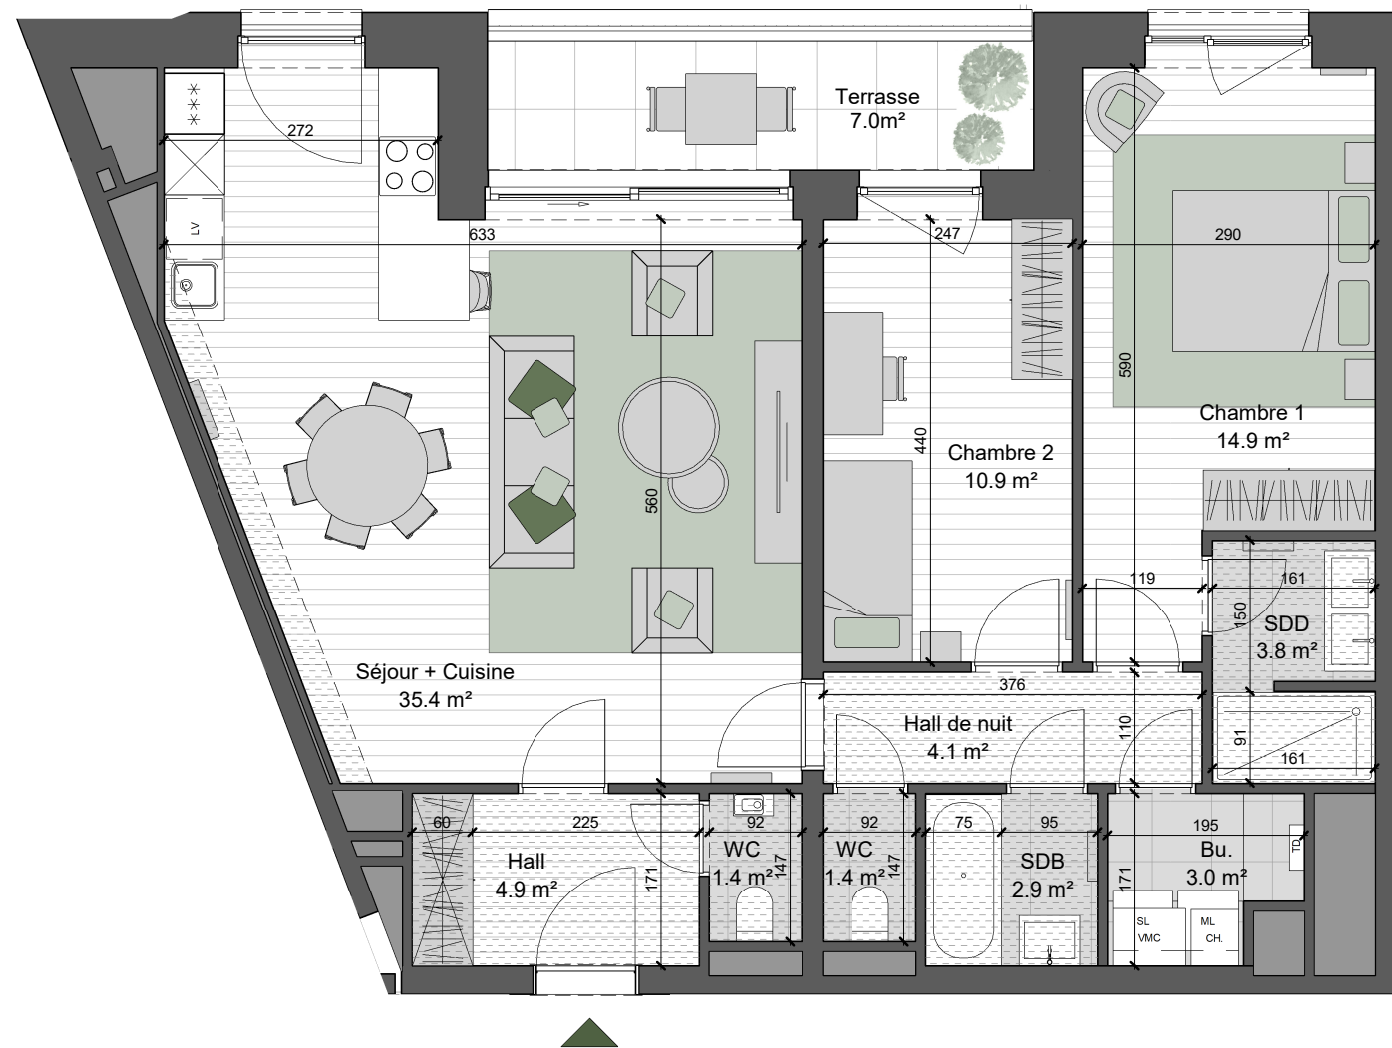 Terrasse
7.0m²
272
LV
633
247
290
590
Chambre 1
14.9 m²
440
Chambre 2
10.9 m²
560
119
161
150
SDD
3.8 m²
Séjour + Cuisine
35.4 m²
376
Hall de nuit
4.1 m²
110
91
161
60
225
92
92
75
95
195
Hall
4.9 m²
171
WC
1.4 m²
147
WC
1.4 m²
147
SDB
2.9 m²
171
Bu.
3.0 m²
TD
SL
VMC
ML
CH.